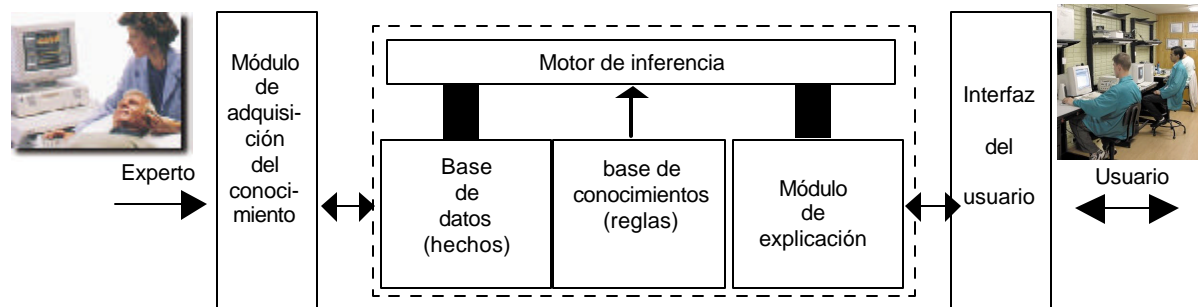 Experto
Módulo
de
adquisi-
ción
del
conoci-
miento
Motor de inferencia
Base
de
datos
(hechos)
base de
conocimientos
(reglas)
Módulo
de
explicación
Interfaz
del
usuario
Usuario